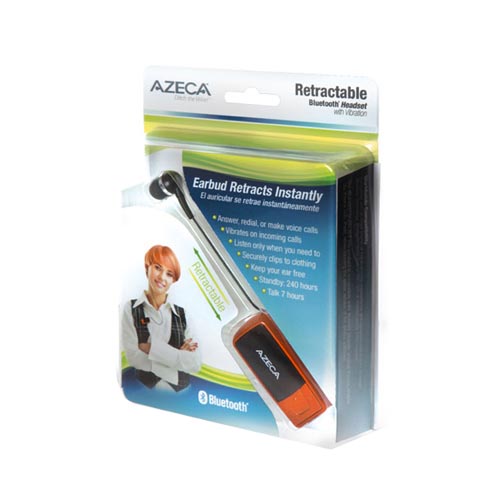 AZECA
Retractable
Bluetooth® Headset
with Vibration
Earbud Retracts Instantly
El auricular se retrae instantáneamente
• Answer, redial, or make voice calls
• Vibrates on incoming calls
• Listen only when you need to
• Securely clips to clothing
• Keep your ear free
• Standby: 240 hours
• Talk 7 hours
Retractable
AZECA
Bluetooth®